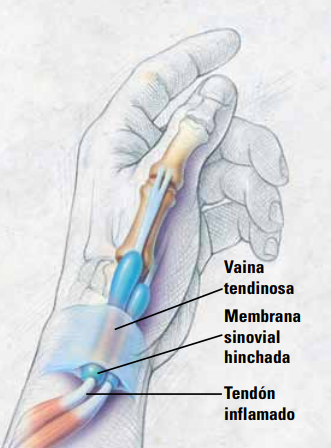 Vaina
tendinosa
Membrana
sinovial
hinchada
Tendón
inflamado